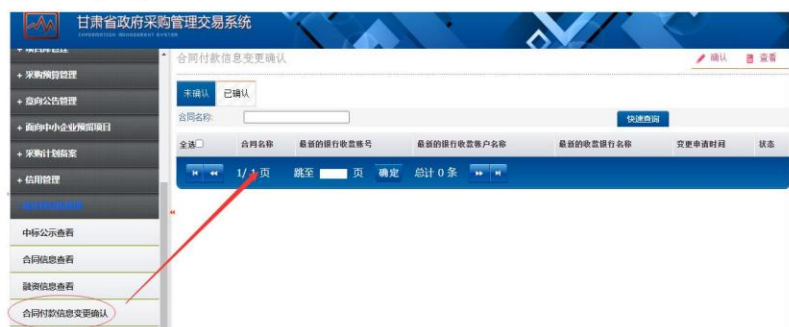 甘肃省政府采购管理交易系统
合同付款信息变更确认
确认 查看
+ 采购预算管理
+ 意向公告管理
+ 面向中小企业预留项目
+ 采购计划备案
+ 信用管理
中标公示查看
合同信息查看
融资信息查看
合同付款信息变更确认
未确认 已确认
合同名称: 快速查询
全选 合同名称 最新的银行收款账号 最新的银行收款账户名称 最新的收款银行名称 变更申请时间 状态
1/ 1 页 跳至 页 确定 总计 0 条